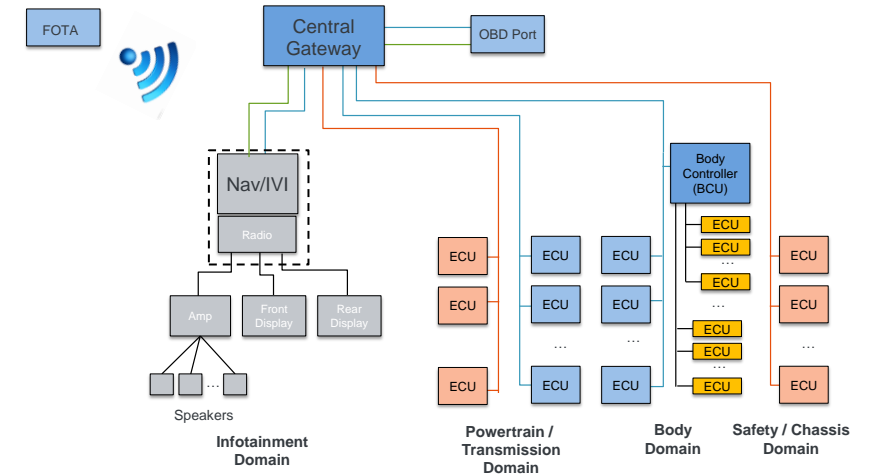 FOTA
Central
Gateway
OBD Port
Nav/IVI
Radio
Amp
Front
Display
Rear
Display
...
Speakers
Infotainment
Domain
ECU
ECU
ECU
ECU
ECU
...
ECU
Powertrain /
Transmission
Domain
ECU
ECU
...
ECU
Body
Controller
(BCU)
ECU
ECU
...
ECU
...
ECU
ECU
...
ECU
Body
Domain
ECU
ECU
...
ECU
Safety / Chassis
Domain